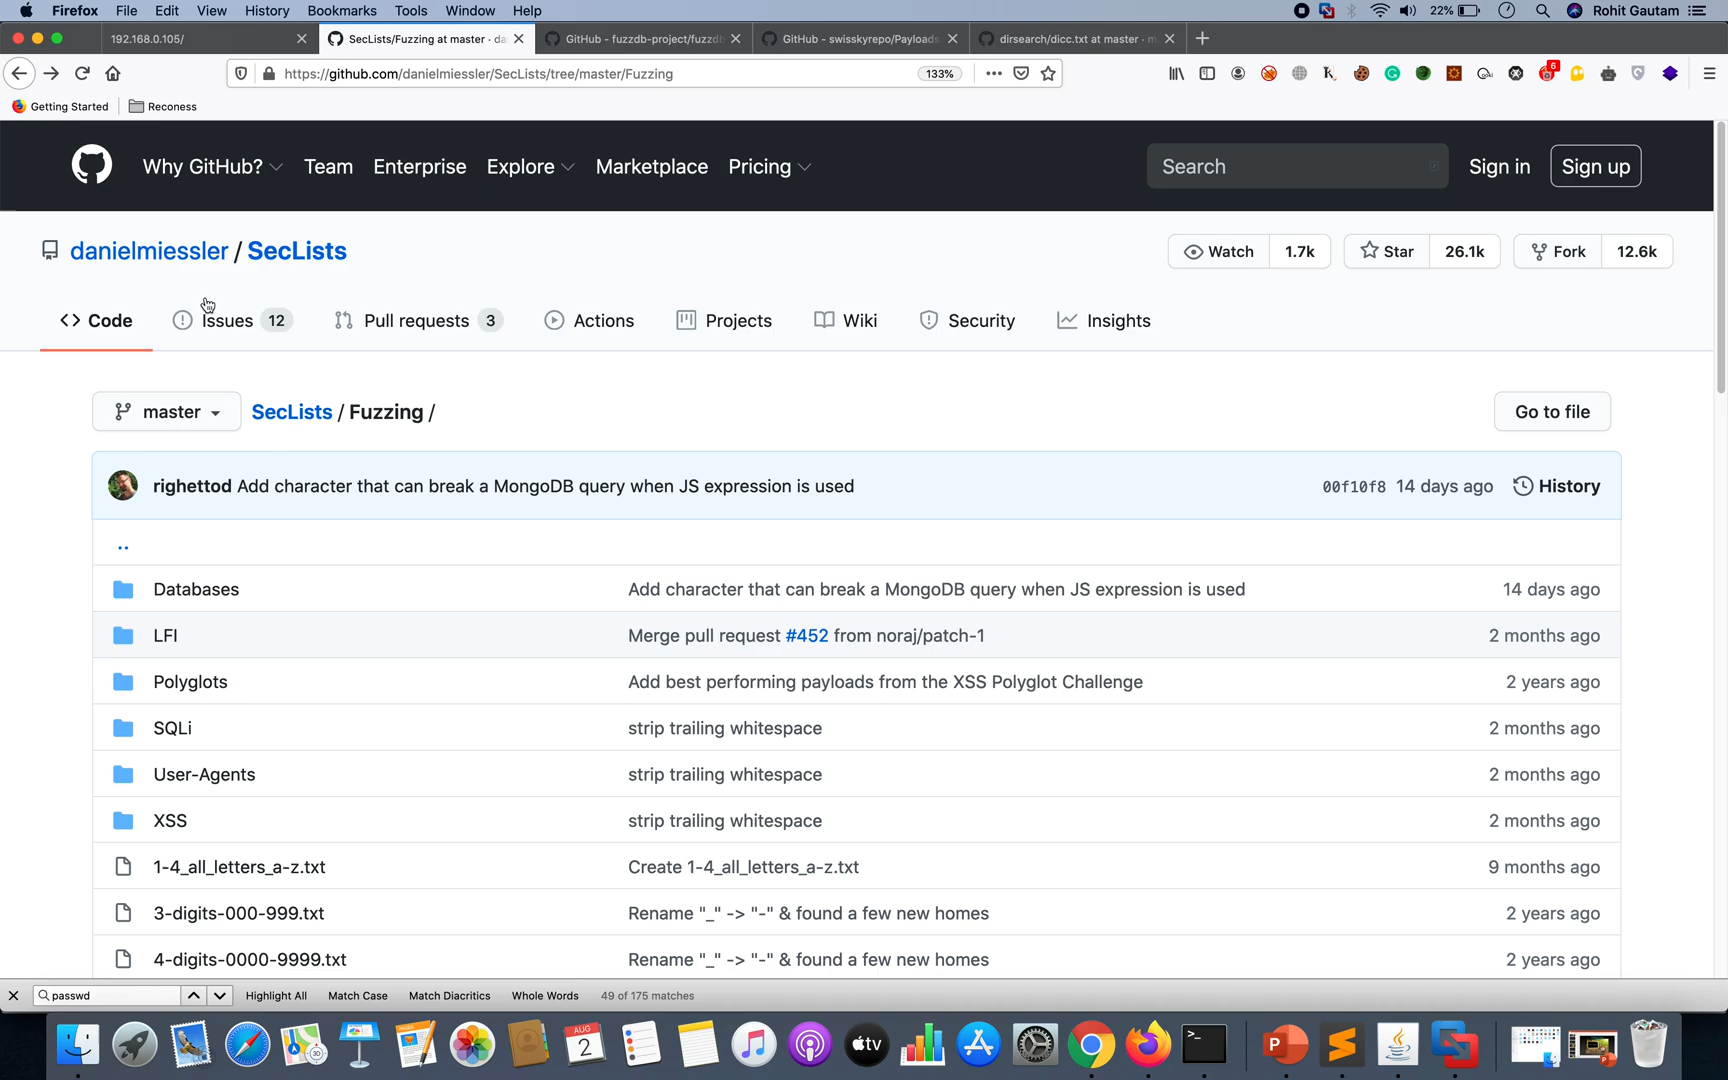 Firefox File Edit View History Bookmarks Tools Window Help 22% Rohit Gautam
192.168.0.105/ SecLists/Fuzzing at master · da GitHub - fuzzdb-project/fuzzdb GitHub - swisskyrepo/Payloads dirsearch/dicc.txt at master · m
https://github.com/danielmiessler/SecLists/tree/master/Fuzzing 133% 6
Getting Started Reconess
Why GitHub? Team Enterprise Explore Marketplace Pricing Search / Sign in Sign up
danielmiessler / SecLists Watch 1.7k Star 26.1k Fork 12.6k
<> Code Issues 12 Pull requests 3 Actions Projects Wiki Security Insights
master SecLists / Fuzzing / Go to file
righettod Add character that can break a MongoDB query when JS expression is used 00f10f8 14 days ago History
..
Databases Add character that can break a MongoDB query when JS expression is used 14 days ago
LFI Merge pull request #452 from noraj/patch-1 2 months ago
Polyglots Add best performing payloads from the XSS Polyglot Challenge 2 years ago
SQLi strip trailing whitespace 2 months ago
User-Agents strip trailing whitespace 2 months ago
XSS strip trailing whitespace 2 months ago
1-4_all_letters_a-z.txt Create 1-4_all_letters_a-z.txt 9 months ago
3-digits-000-999.txt Rename "_" -> "-" & found a few new homes 2 years ago
4-digits-0000-9999.txt Rename "_" -> "-" & found a few new homes 2 years ago
passwd Highlight All Match Case Match Diacritics Whole Words 49 of 175 matches
AUG
2
tv
P